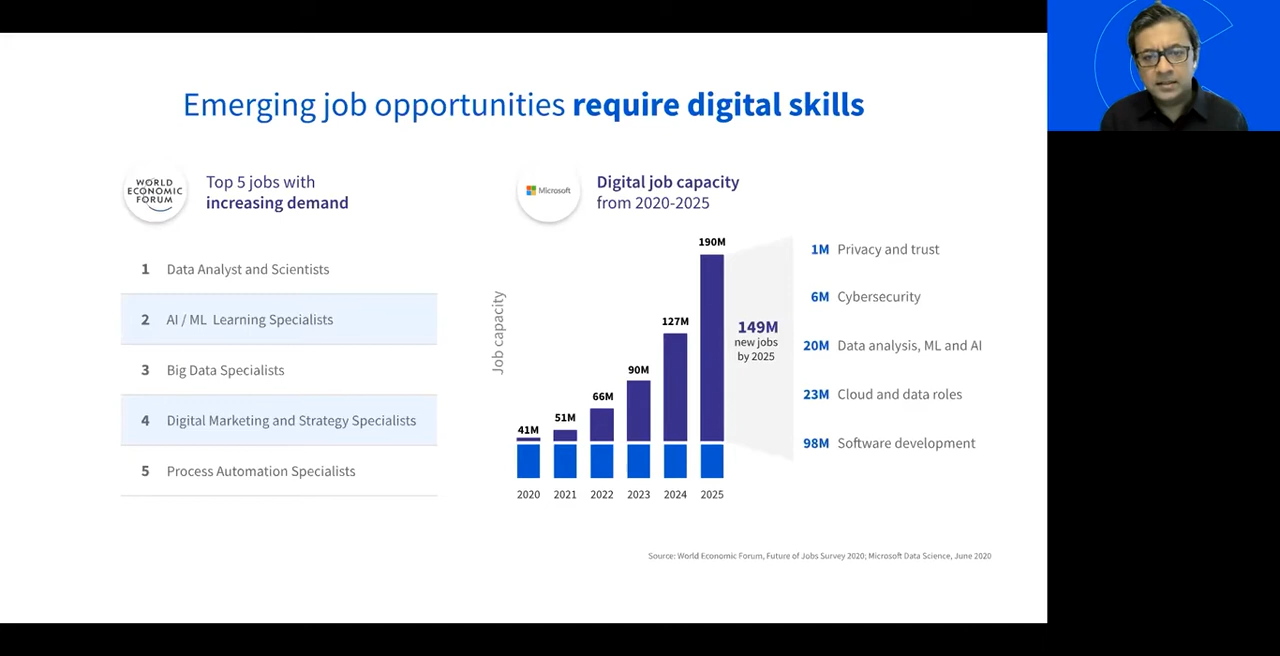 Emerging job opportunities require digital skills
WORLD
ECONOMIC
FORUM
Top 5 jobs with
increasing demand
1 Data Analyst and Scientists
2 AI / ML Learning Specialists
3 Big Data Specialists
4 Digital Marketing and Strategy Specialists
5 Process Automation Specialists
Microsoft
Digital job capacity
from 2020-2025
Job capacity
41M
51M
66M
90M
127M
190M
2020 2021 2022 2023 2024 2025
149M
new jobs
by 2025
1M Privacy and trust
6M Cybersecurity
20M Data analysis, ML and AI
23M Cloud and data roles
98M Software development
Source: World Economic Forum, Future of Jobs Survey 2020; Microsoft Data Science, June 2020